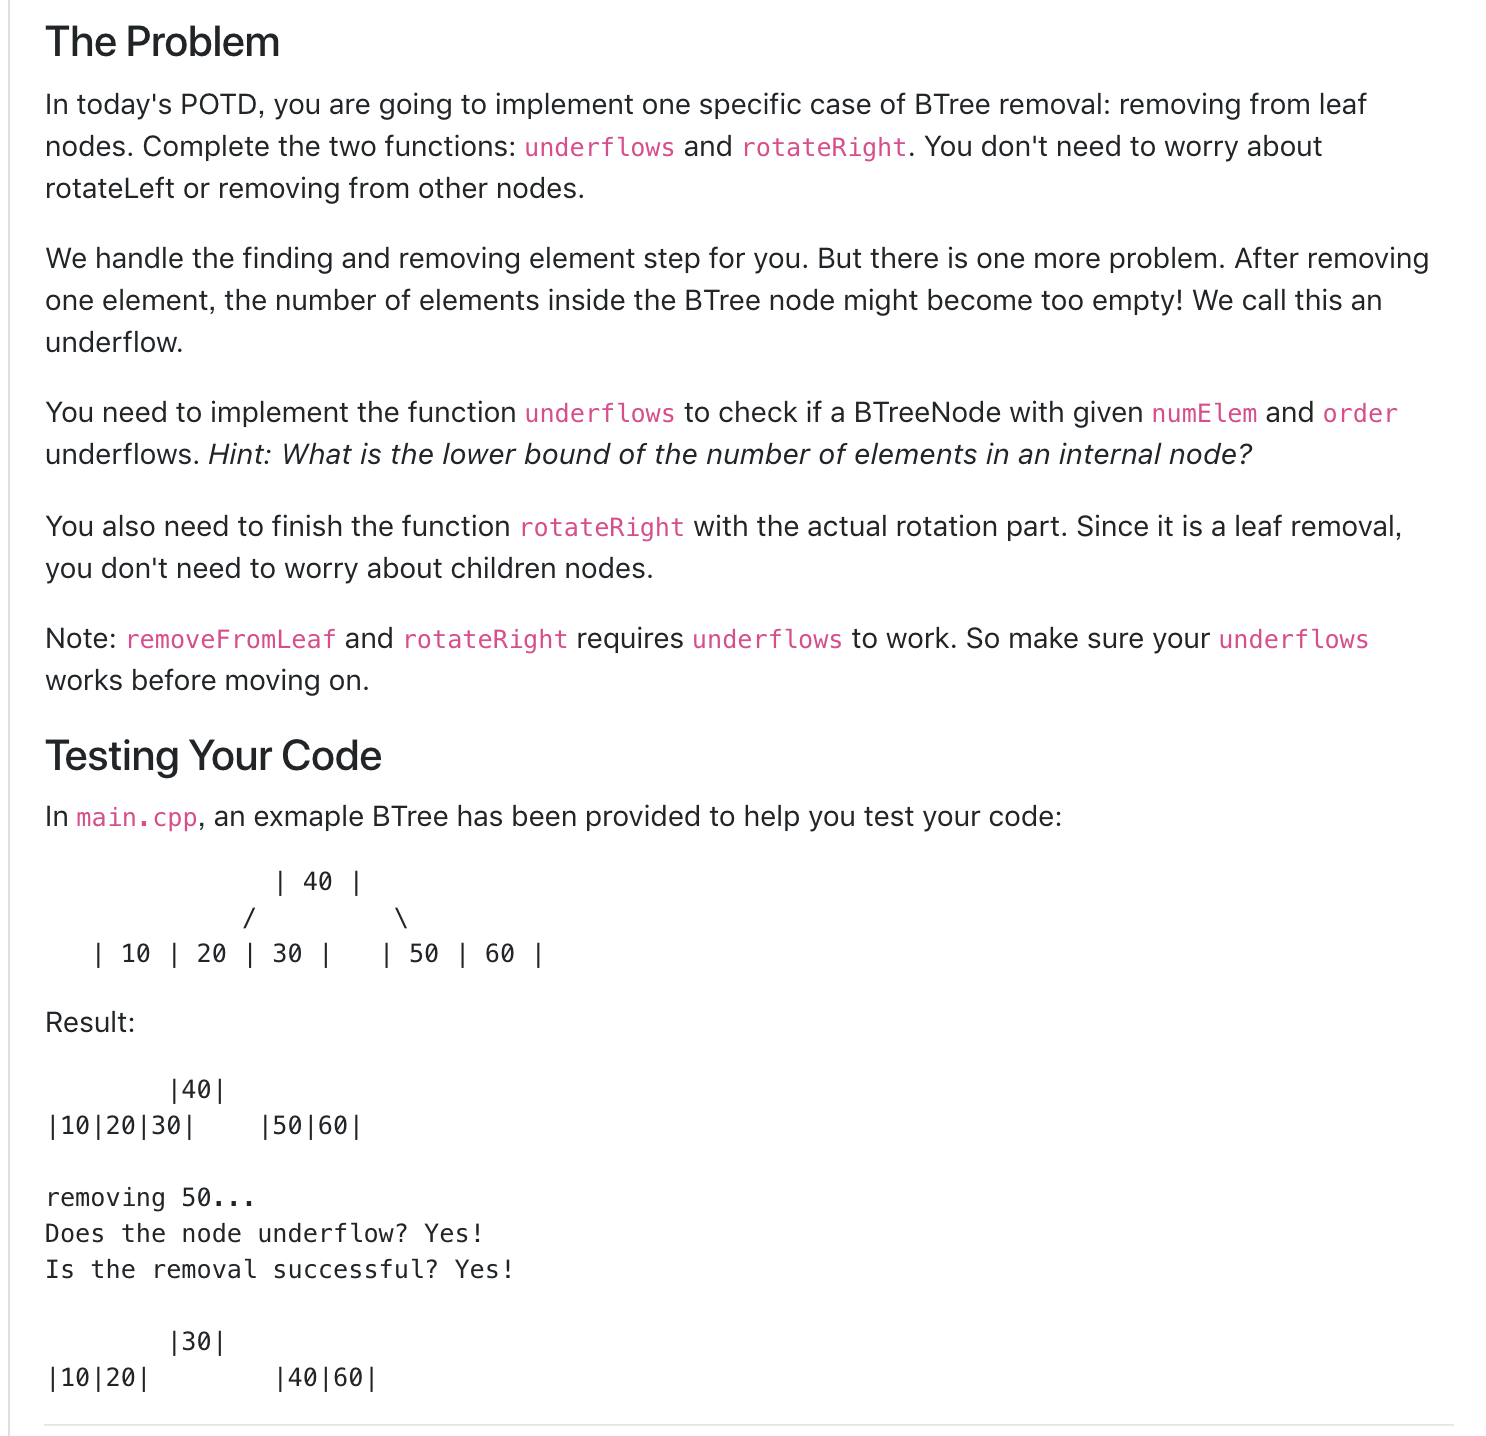 The Problem
In today's POTD, you are going to implement one specific case of BTree removal: removing from leaf
nodes. Complete the two functions: underflows and rotateRight. You don't need to worry about
rotateLeft or removing from other nodes.
We handle the finding and removing element step for you. But there is one more problem. After removing
one element, the number of elements inside the BTree node might become too empty! We call this an
underflow.
You need to implement the function underflows to check if a BTreeNode with given numElem and order
underflows. Hint: What is the lower bound of the number of elements in an internal node?
You also need to finish the function rotateRight with the actual rotation part. Since it is a leaf removal,
you don't need to worry about children nodes.
Note: removeFromLeaf and rotateRight requires underflows to work. So make sure your underflows
works before moving on.
Testing Your Code
In main.cpp, an exmaple BTree has been provided to help you test your code:
| 40 |
/ \
| 10 | 20 | 30 | | 50 | 60 |
Result:
|40|
|10|20|30| |50|60|
removing 50...
Does the node underflow? Yes!
Is the removal successful? Yes!
|30|
|10|20| |40|60|